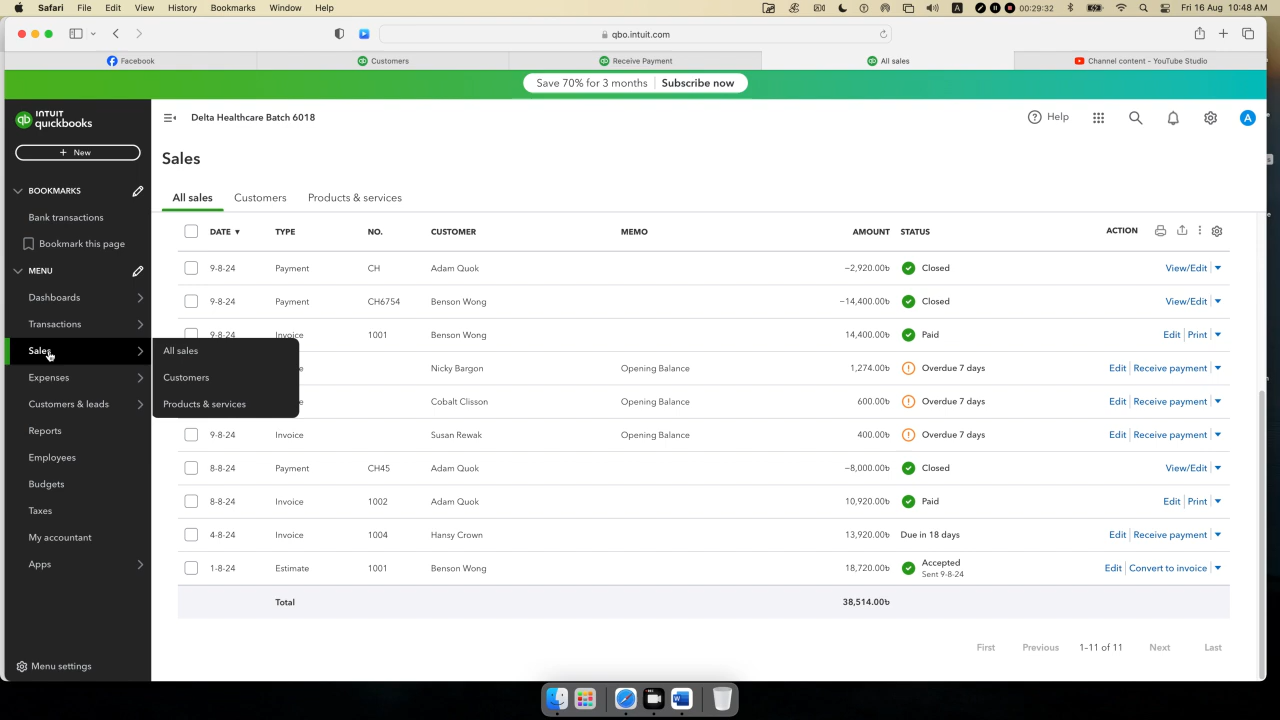 Safari File Edit View History Bookmarks Window Help 00:29:32 A Fri 16 Aug 10:48 AM
qbo.intuit.com
Facebook Customers Receive Payment All sales Channel content – YouTube Studio
Save 70% for 3 months Subscribe now
INTUIT
quickbooks
Delta Healthcare Batch 6018
Help
A
+ New
Sales
BOOKMARKS
All sales Customers Products & services
Bank transactions
Bookmark this page
DATE ▼ TYPE NO. CUSTOMER MEMO AMOUNT STATUS ACTION
MENU
9-8-24 Payment CH Adam Quok –2,920.00৳ Closed View/Edit
Dashboards
9-8-24 Payment CH6754 Benson Wong –14,400.00৳ Closed View/Edit
Transactions
9-8-24 Invoice 1001 Benson Wong 14,400.00৳ Paid Edit Print
Sales
All sales
Nicky Bargon Opening Balance 1,274.00৳ Overdue 7 days Edit Receive payment
Expenses
Customers
Cobalt Clisson Opening Balance 600.00৳ Overdue 7 days Edit Receive payment
Customers & leads
Products & services
Reports
9-8-24 Invoice Susan Rewak Opening Balance 400.00৳ Overdue 7 days Edit Receive payment
Employees
8-8-24 Payment CH45 Adam Quok –8,000.00৳ Closed View/Edit
Budgets
8-8-24 Invoice 1002 Adam Quok 10,920.00৳ Paid Edit Print
Taxes
4-8-24 Invoice 1004 Hansy Crown 13,920.00৳ Due in 18 days Edit Receive payment
My accountant
1-8-24 Estimate 1001 Benson Wong 18,720.00৳ Accepted Edit Convert to invoice
Sent 9-8-24
Apps
Total 38,514.00৳
First Previous 1-11 of 11 Next Last
Menu settings